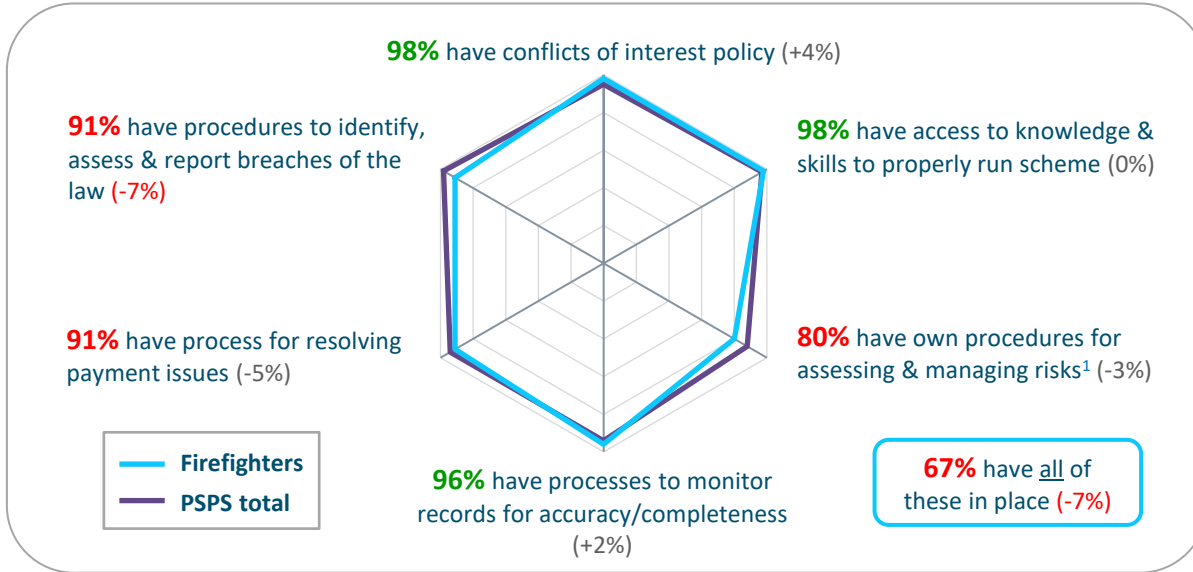 98% have conflicts of interest policy (+4%)
91% have procedures to identify,
assess & report breaches of the
law (-7%)
98% have access to knowledge &
skills to properly run scheme (0%)
91% have process for resolving
payment issues (-5%)
80% have own procedures for
assessing & managing risks¹ (-3%)
Firefighters
PSPS total
96% have processes to monitor
records for accuracy/completeness
(+2%)
67% have all of
these in place (-7%)